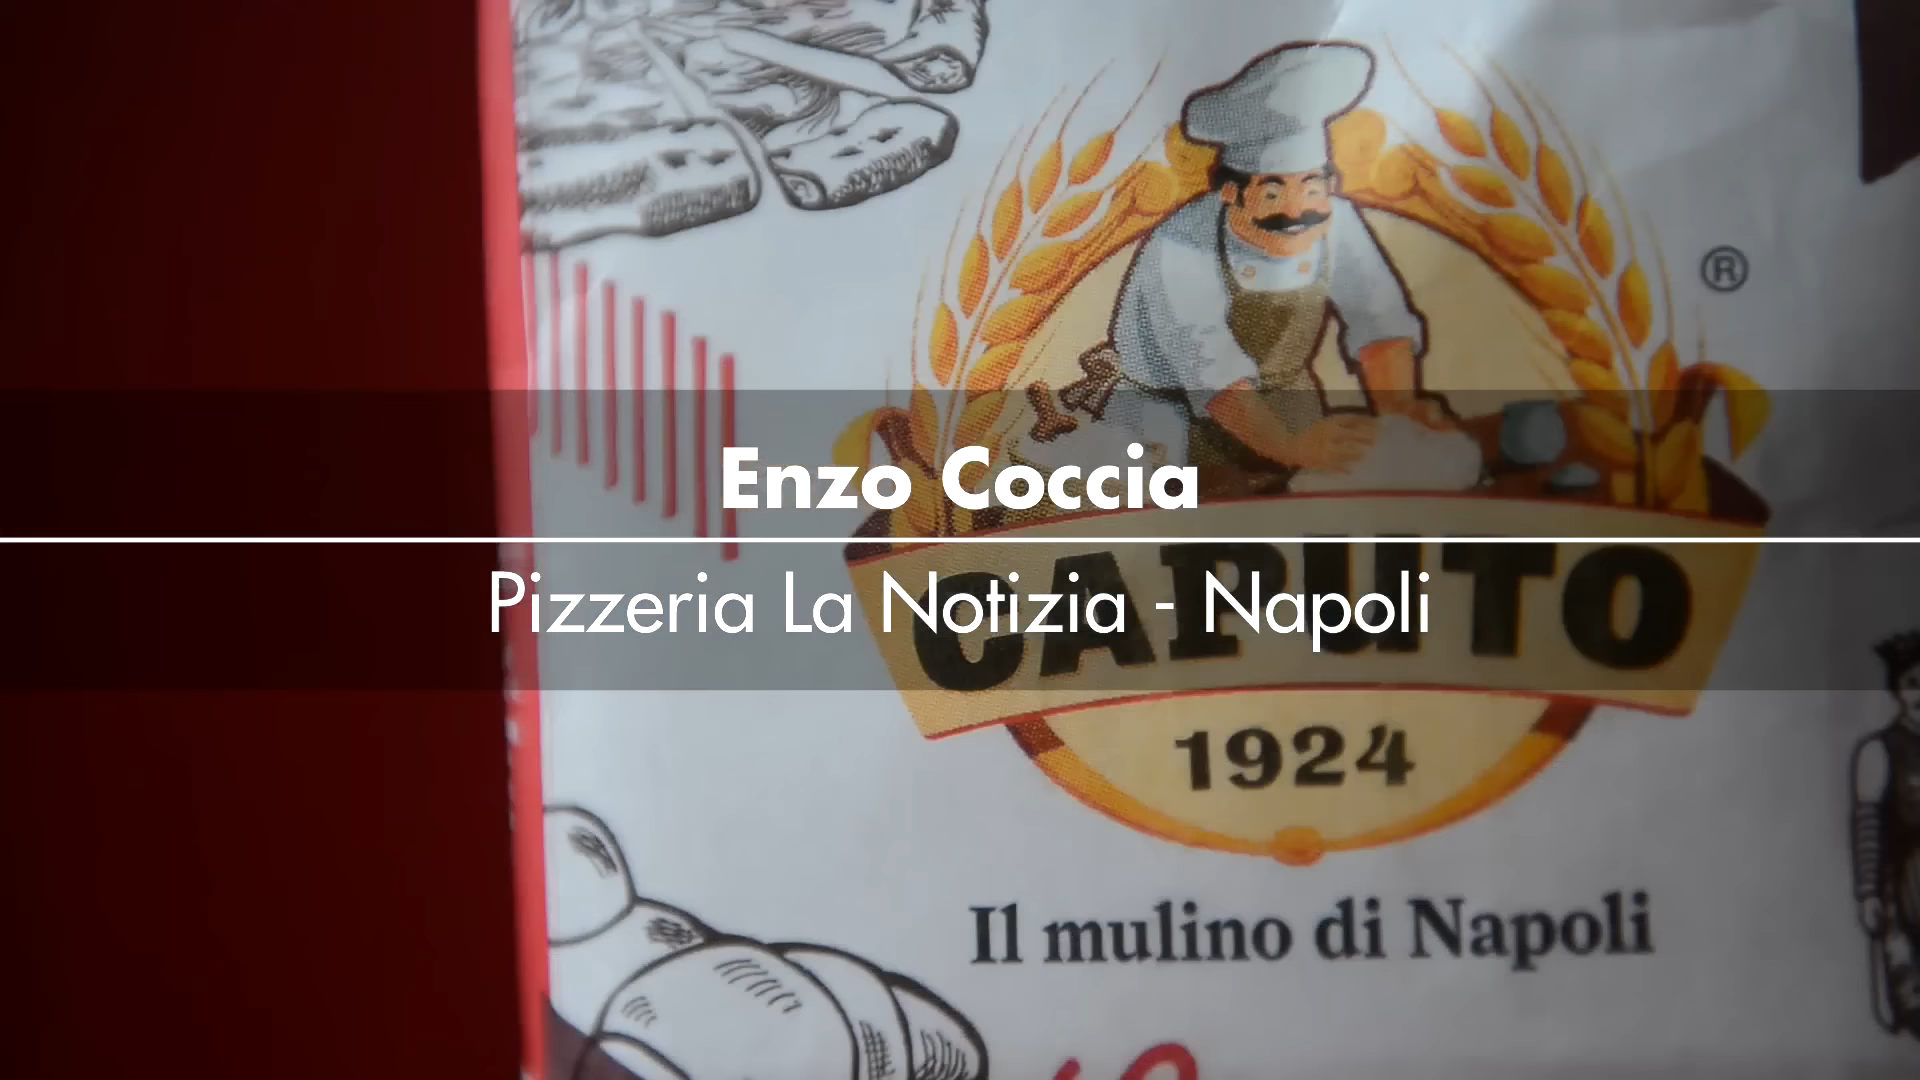 ®
Enzo Coccia
Pizzeria La Notizia - Napoli
CAPUTO
1924
Il mulino di Napoli